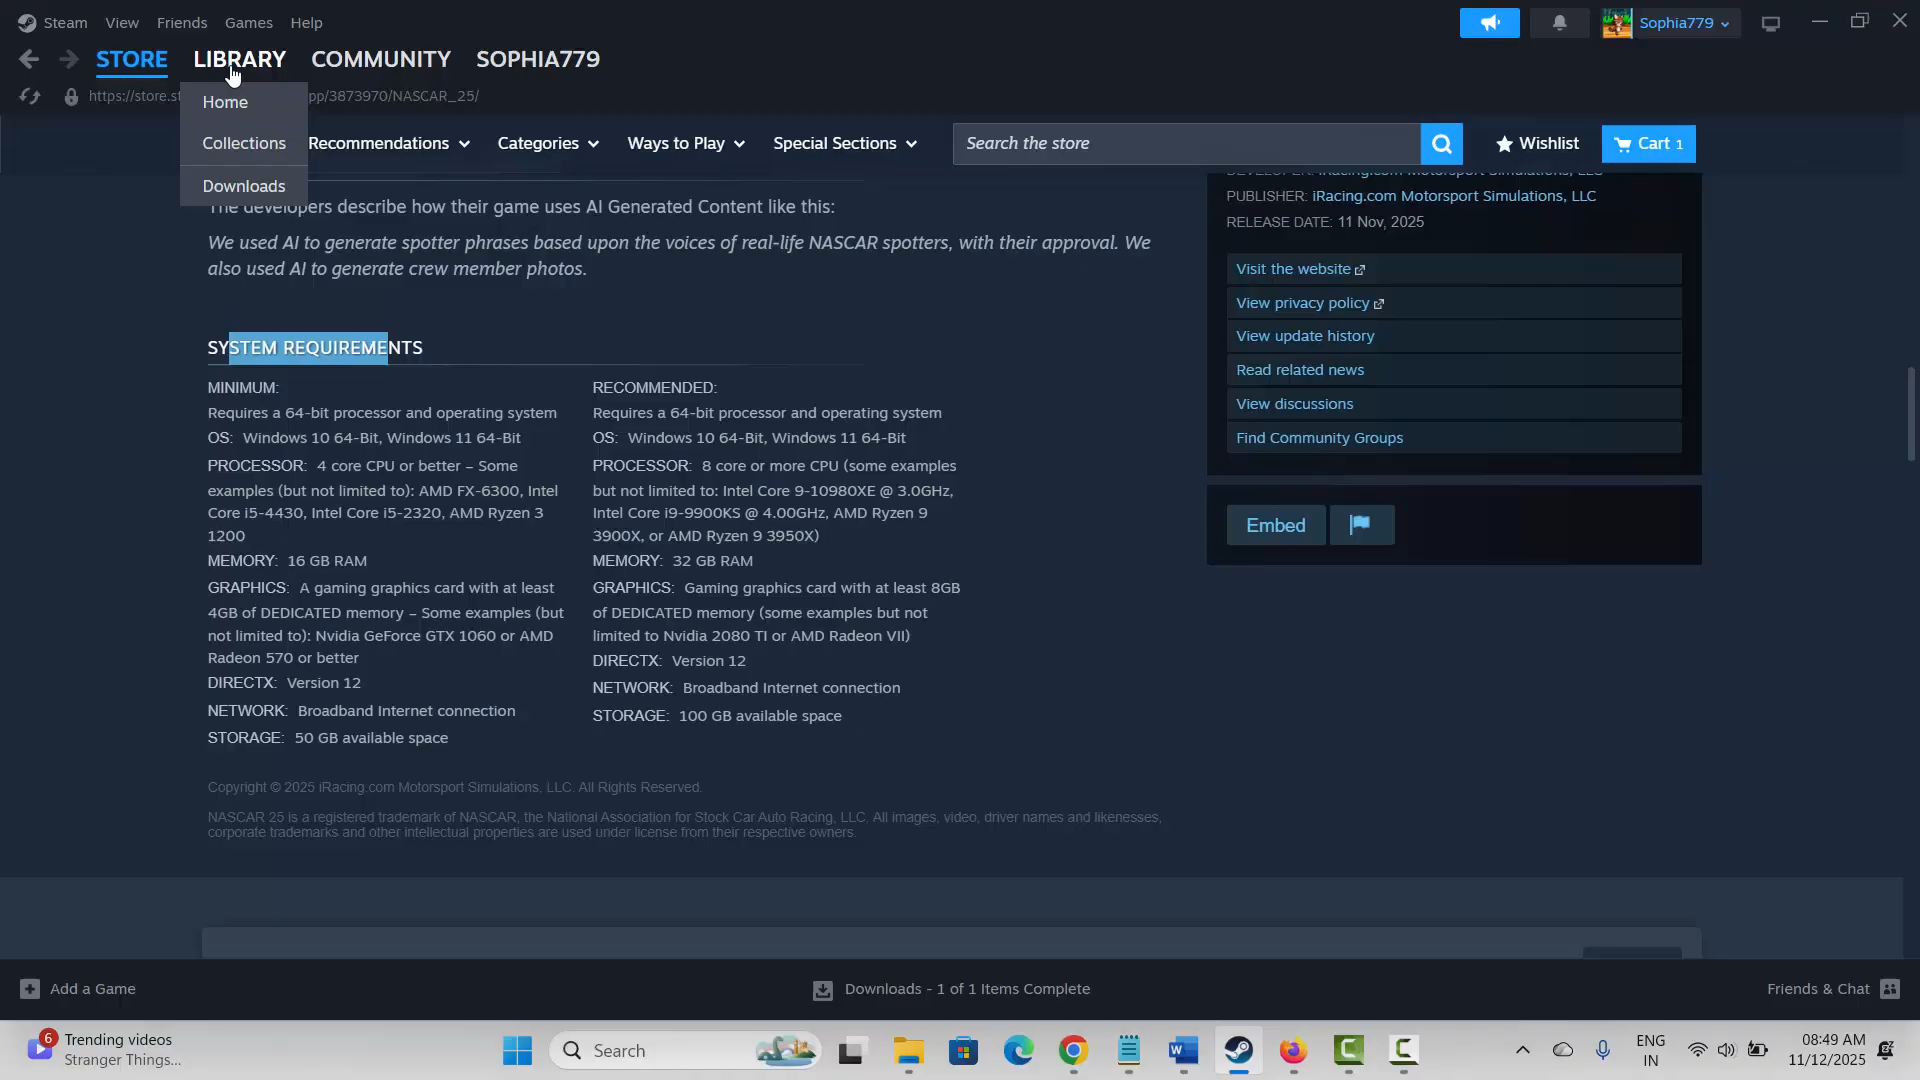 Steam View Friends Games Help
Sophia779
STORE LIBRARY COMMUNITY SOPHIA779
https://store.st pp/3873970/NASCAR_25/
Home
Collections
Downloads
Recommendations Categories Ways to Play Special Sections Search the store Wishlist Cart 1
The developers describe how their game uses AI Generated Content like this:
We used AI to generate spotter phrases based upon the voices of real-life NASCAR spotters, with their approval. We
also used AI to generate crew member photos.
SYSTEM REQUIREMENTS
MINIMUM:
Requires a 64-bit processor and operating system
OS: Windows 10 64-Bit, Windows 11 64-Bit
PROCESSOR: 4 core CPU or better – Some
examples (but not limited to): AMD FX-6300, Intel
Core i5-4430, Intel Core i5-2320, AMD Ryzen 3
1200
MEMORY: 16 GB RAM
GRAPHICS: A gaming graphics card with at least
4GB of DEDICATED memory – Some examples (but
not limited to): Nvidia GeForce GTX 1060 or AMD
Radeon 570 or better
DIRECTX: Version 12
NETWORK: Broadband Internet connection
STORAGE: 50 GB available space
RECOMMENDED:
Requires a 64-bit processor and operating system
OS: Windows 10 64-Bit, Windows 11 64-Bit
PROCESSOR: 8 core or more CPU (some examples
but not limited to: Intel Core 9-10980XE @ 3.0GHz,
Intel Core i9-9900KS @ 4.00GHz, AMD Ryzen 9
3900X, or AMD Ryzen 9 3950X)
MEMORY: 32 GB RAM
GRAPHICS: Gaming graphics card with at least 8GB
of DEDICATED memory (some examples but not
limited to Nvidia 2080 TI or AMD Radeon VII)
DIRECTX: Version 12
NETWORK: Broadband Internet connection
STORAGE: 100 GB available space
Copyright © 2025 iRacing.com Motorsport Simulations, LLC. All Rights Reserved.
NASCAR 25 is a registered trademark of NASCAR, the National Association for Stock Car Auto Racing, LLC. All images, video, driver names and likenesses,
corporate trademarks and other intellectual properties are used under license from their respective owners.
DEVELOPER: iRacing.com Motorsport Simulations, LLC
PUBLISHER: iRacing.com Motorsport Simulations, LLC
RELEASE DATE: 11 Nov, 2025
Visit the website
View privacy policy
View update history
Read related news
View discussions
Find Community Groups
Embed
Add a Game
Downloads - 1 of 1 Items Complete
Friends & Chat
6
Trending videos
Stranger Things...
Search
ENG
IN
08:49 AM
11/12/2025